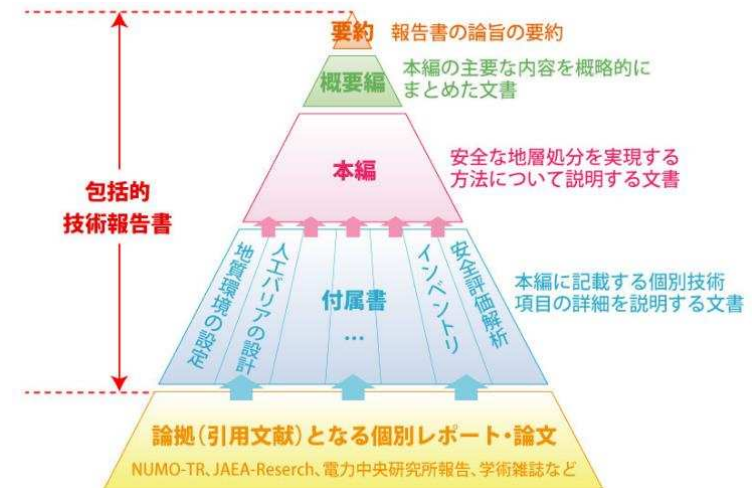 要約
報告書の論旨の要約
概要編
本編の主要な内容を概略的に
まとめた文書
本編
安全な地層処分を実現する
方法について説明する文書
包括的
技術報告書
地質環境の設定
人工バリアの設計
付属書
…
インベントリ
安全評価解析
本編に記載する個別技術
項目の詳細を説明する文書
論拠(引用文献)となる個別レポート・論文
NUMO-TR、JAEA-Reserch、電力中央研究所報告、学術雑誌など